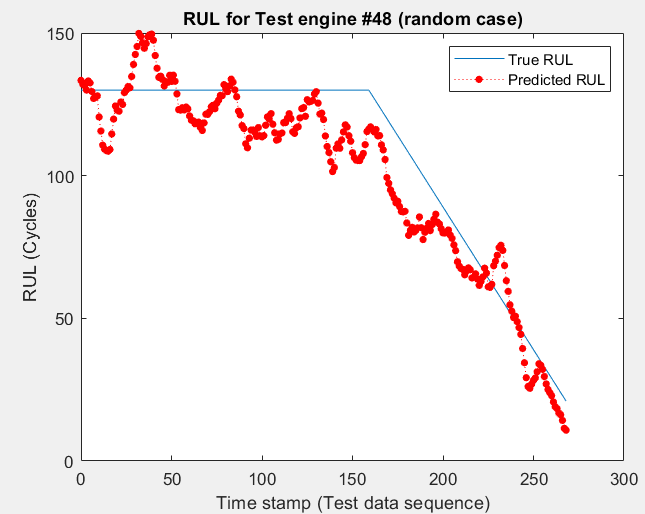 RUL for Test engine #48 (random case)
True RUL
Predicted RUL
150
100
50
0
RUL (Cycles)
0 50 100 150 200 250 300
Time stamp (Test data sequence)